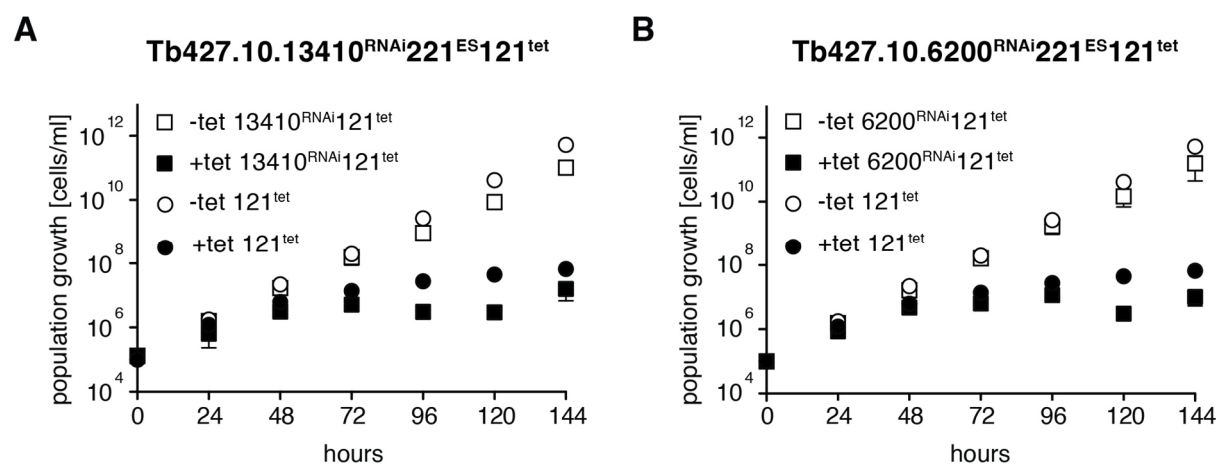 A
Tb427.10.13410RNAi221ES121tet
population growth [cells/ml]
10^12
10^10
10^8
10^6
10^4
-tet 13410RNAi121tet
+tet 13410RNAi121tet
-tet 121tet
+tet 121tet
0 24 48 72 96 120 144
hours
B
Tb427.10.6200RNAi221ES121tet
population growth [cells/ml]
10^12
10^10
10^8
10^6
10^4
-tet 6200RNAi121tet
+tet 6200RNAi121tet
-tet 121tet
+tet 121tet
0 24 48 72 96 120 144
hours